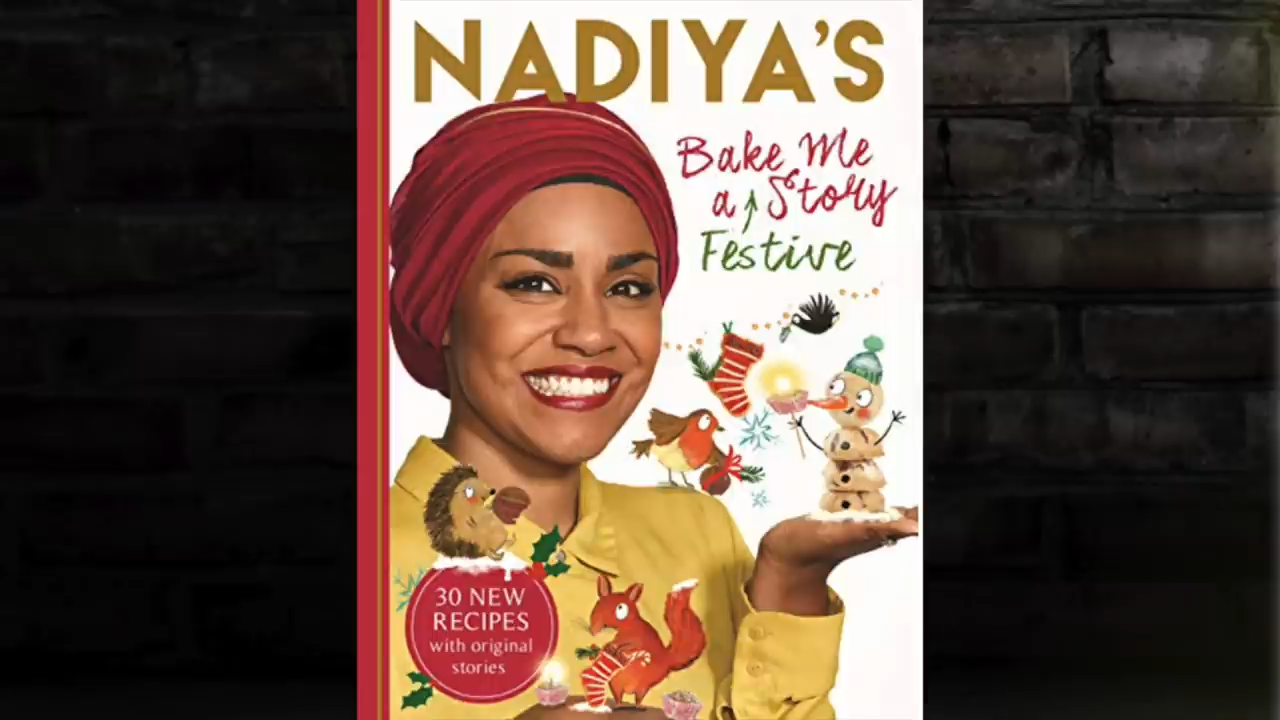 NADIYA'S
Bake Me
a Story
Festive
30 NEW
RECIPES
with original
stories